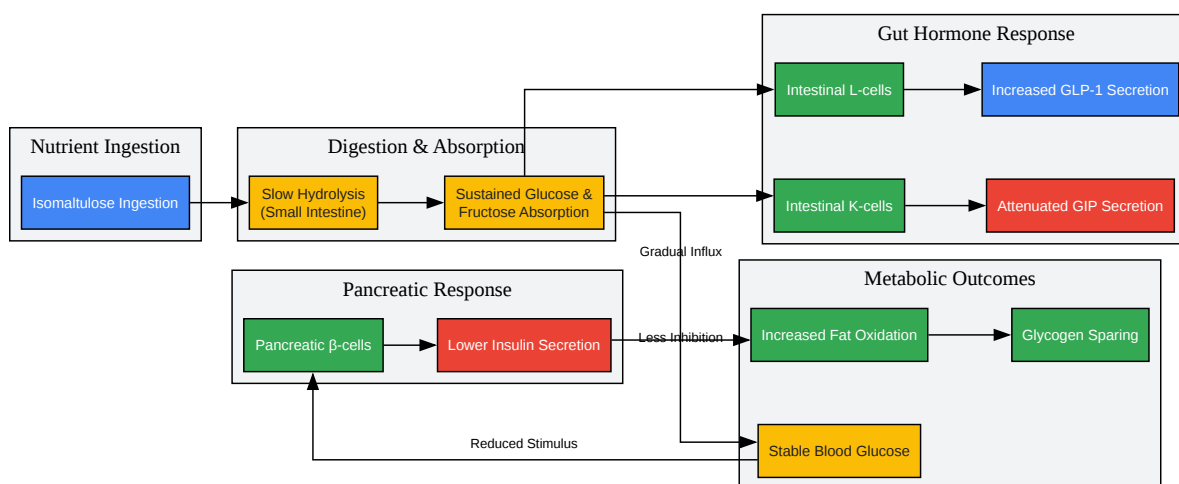 Gut Hormone Response
Intestinal L-cells
Increased GLP-1 Secretion
Nutrient Ingestion
Digestion & Absorption
Isomaltulose Ingestion
Slow Hydrolysis
(Small Intestine)
Sustained Glucose &
Fructose Absorption
Intestinal K-cells
Attenuated GIP Secretion
Gradual Influx
Pancreatic Response
Metabolic Outcomes
Pancreatic β-cells
Lower Insulin Secretion
Less Inhibition
Increased Fat Oxidation
Glycogen Sparing
Reduced Stimulus
Stable Blood Glucose